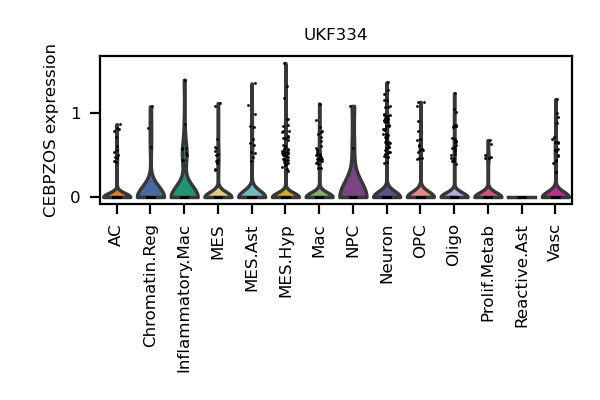 UKF334
CEBPZOS expression
1
0
AC
Chromatin.Reg
Inflammatory.Mac
MES
MES.Ast
MES.Hyp
Mac
NPC
Neuron
OPC
Oligo
Prolif.Metab
Reactive.Ast
Vasc